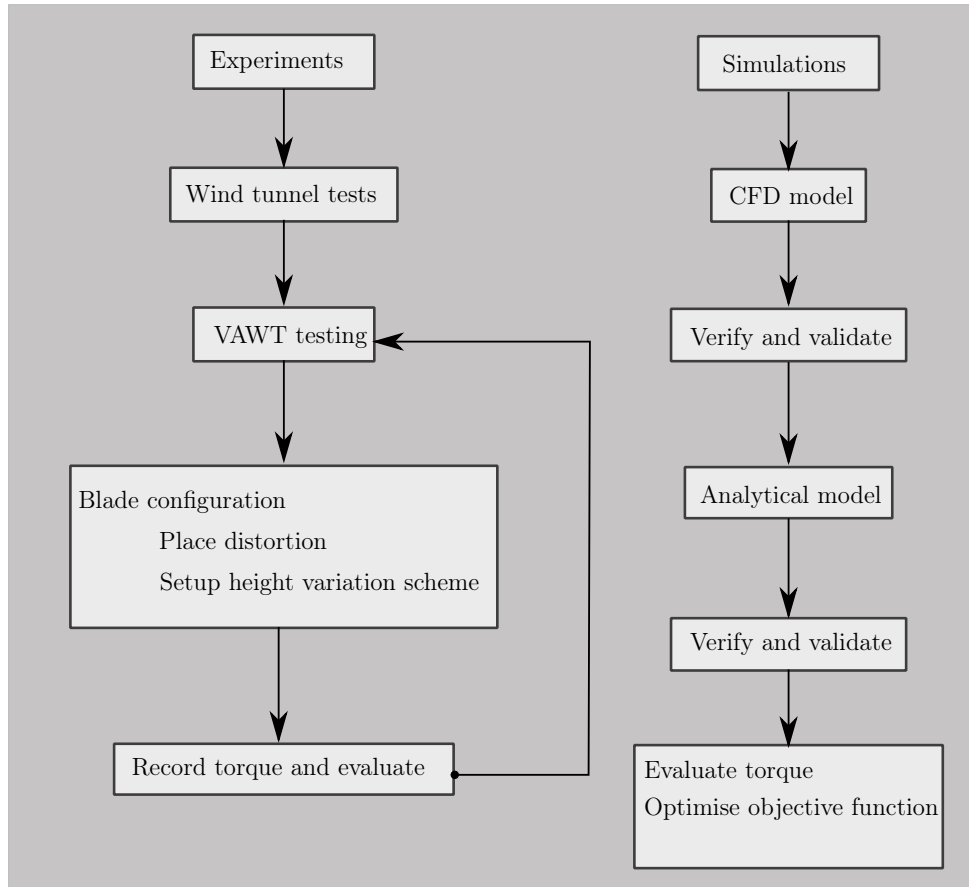 Experiments
Wind tunnel tests
VAWT testing
Blade configuration
Place distortion
Setup height variation scheme
Record torque and evaluate
Simulations
CFD model
Verify and validate
Analytical model
Verify and validate
Evaluate torque
Optimise objective function